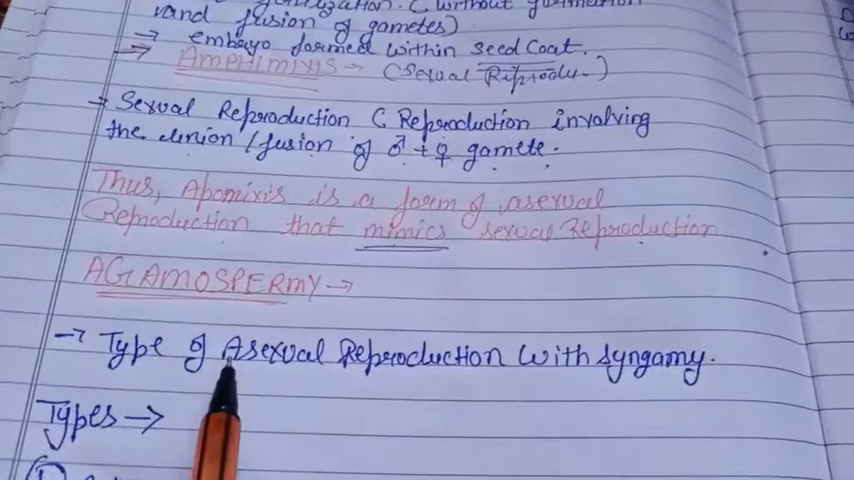 (without
and fusion of gametes)
→ embryo formed within seed coat.
→ AMPHIMIXIS → (Sexual Reprodu..)
→ Sexual Reproduction ( Reproduction involving
the union / fusion of ♂ + ♀ gamete.
Thus, Apomixis is a form of asexual
Reproduction that mimics sexual Reproduction
AGAMOSPERMY →
→ Type of Asexual Reproduction with syngamy.
Types →